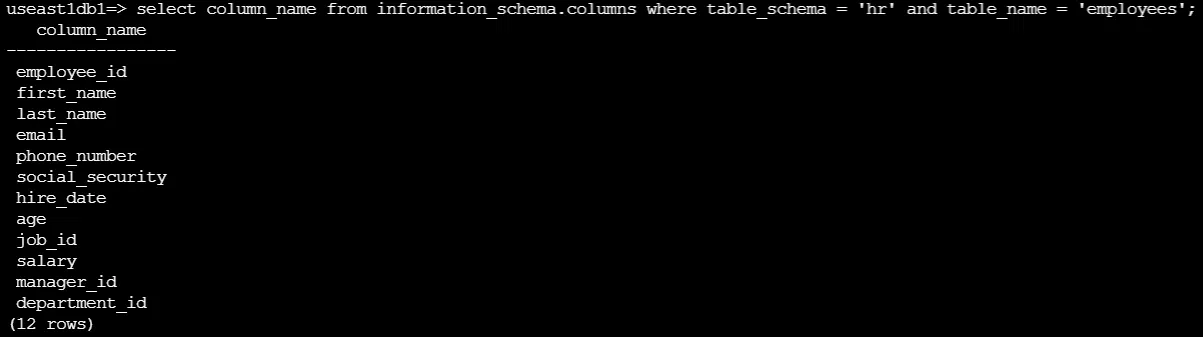 useast1db1=> select column_name from information_schema.columns where table_schema = 'hr' and table_name = 'employees';
column_name
-----------------
employee_id
first_name
last_name
email
phone_number
social_security
hire_date
age
job_id
salary
manager_id
department_id
(12 rows)